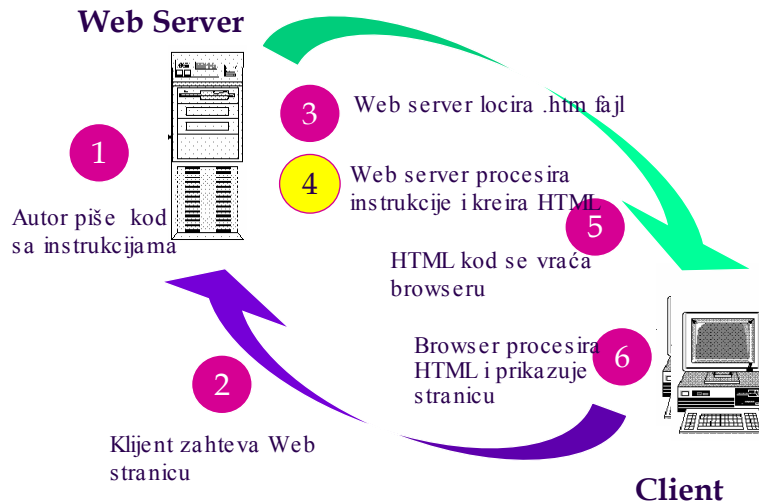 Web Server
3
Web server locira .htm fajl
1
4
Web server procesira
instrukcije i kreira HTML
Autor piše kod
sa instrukcijama
5
HTML kod se vraća
browseru
2
Browser procesira
HTML i prikazuje
stranicu
6
Klijent zahteva Web
stranicu
Client